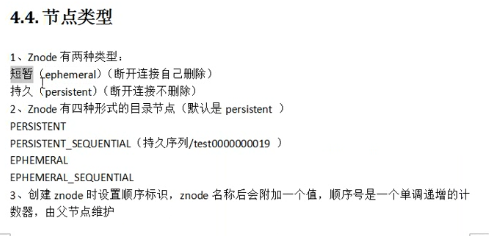 4.4. 节点类型
1、Znode 有两种类型：
短暂（ephemeral）（断开连接自己删除）
持久（persistent）（断开连接不删除）
2、Znode 有四种形式的目录节点（默认是 persistent ）
PERSISTENT
PERSISTENT_SEQUENTIAL（持久序列/test0000000019 ）
EPHEMERAL
EPHEMERAL_SEQUENTIAL
3、创建 znode 时设置顺序标识，znode 名称后会附加一个值，顺序号是一个单调递增的计
数器，由父节点维护